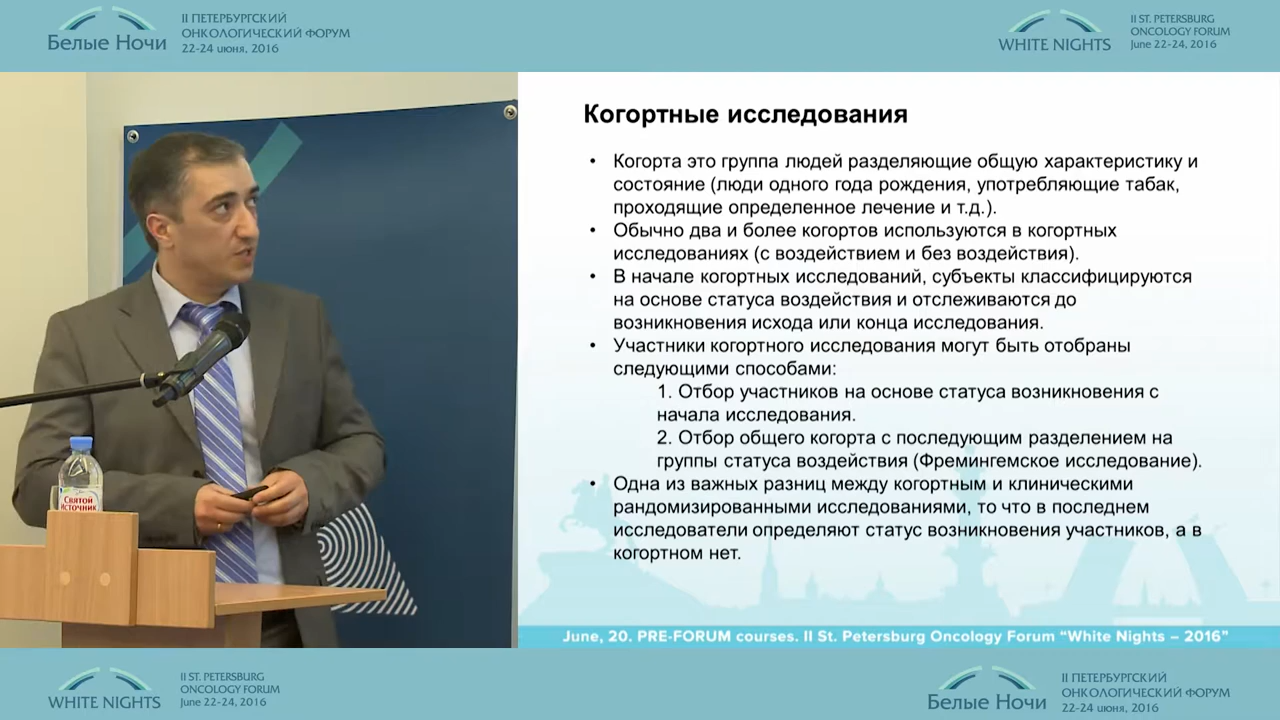 II ПЕТЕРБУРГСКИЙ
ОНКОЛОГИЧЕСКИЙ ФОРУМ
22-24 июня, 2016
Белые Ночи
II ST. PETERSBURG
ONCOLOGY FORUM
June 22-24, 2016
WHITE NIGHTS
Когортные исследования
• Когорта это группа людей разделяющие общую характеристику и
состояние (люди одного года рождения, употребляющие табак,
проходящие определенное лечение и т.д.).
• Обычно два и более когортов используются в когортных
исследованиях (с воздействием и без воздействия).
• В начале когортных исследований, субъекты классифицируются
на основе статуса воздействия и отслеживаются до
возникновения исхода или конца исследования.
• Участники когортного исследования могут быть отобраны
следующими способами:
1. Отбор участников на основе статуса возникновения с
начала исследования.
2. Отбор общего когорта с последующим разделением на
группы статуса воздействия (Фремингемское исследование).
• Одна из важных разниц между когортным и клиническими
рандомизированными исследованиями, то что в последнем
исследователи определяют статус возникновения участников, а в
когортном нет.
Святой
Источник
June, 20. PRE-FORUM courses. II St. Petersburg Oncology Forum “White Nights – 2016”
II ST. PETERSBURG
ONCOLOGY FORUM
June 22-24, 2016
WHITE NIGHTS
II ПЕТЕРБУРГСКИЙ
ОНКОЛОГИЧЕСКИЙ ФОРУМ
22-24 июня, 2016
Белые Ночи